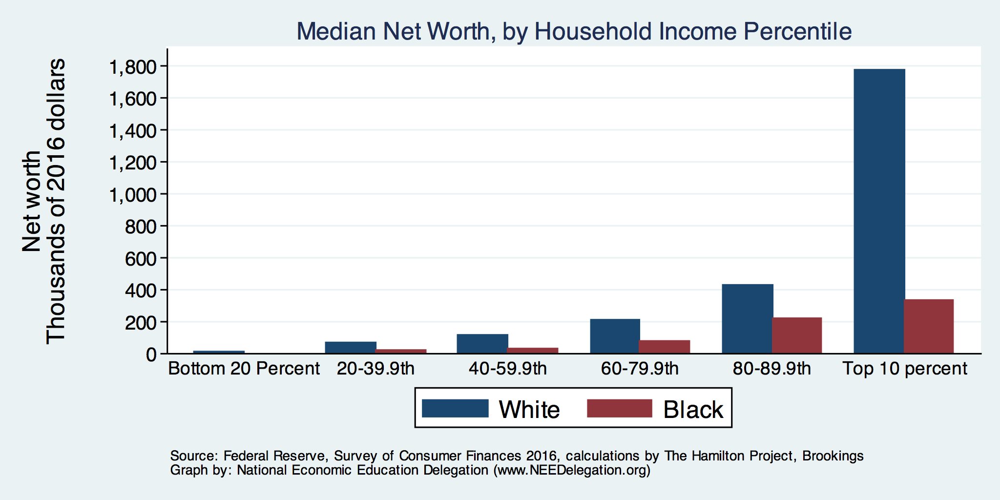 Median Net Worth, by Household Income Percentile
Net worth
Thousands of 2016 dollars
1,800
1,600
1,400
1,200
1,000
800
600
400
200
0
Bottom 20 Percent 20-39.9th 40-59.9th 60-79.9th 80-89.9th Top 10 percent
White Black
Source: Federal Reserve, Survey of Consumer Finances 2016, calculations by The Hamilton Project, Brookings
Graph by: National Economic Education Delegation (www.NEEDelegation.org)